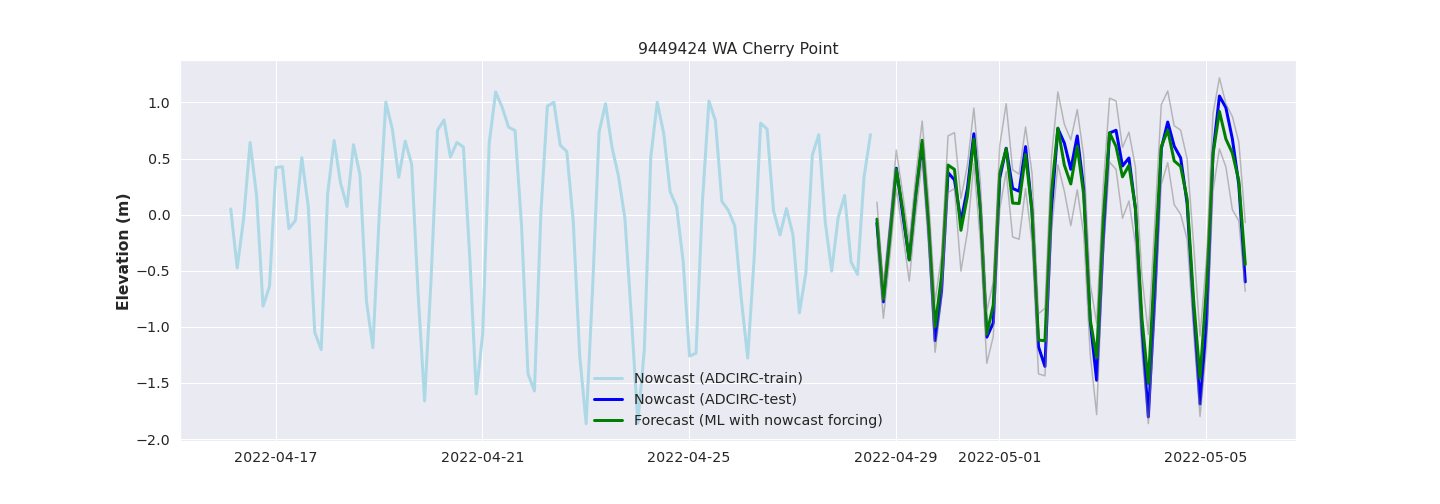 9449424 WA Cherry Point
Elevation (m)
1.0
0.5
0.0
−0.5
−1.0
−1.5
−2.0
Nowcast (ADCIRC-train)
Nowcast (ADCIRC-test)
Forecast (ML with nowcast forcing)
2022-04-17 2022-04-21 2022-04-25 2022-04-29 2022-05-01 2022-05-05